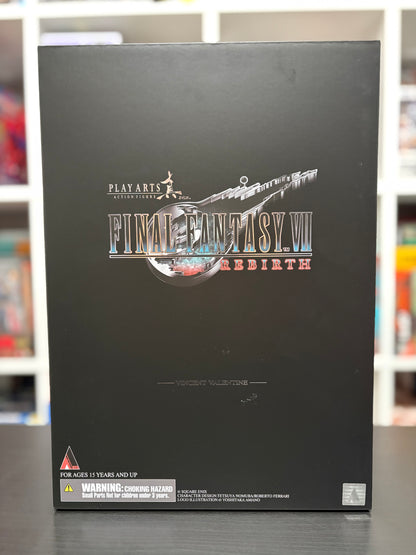 PLAY ARTS 改
ACTION FIGURE
FINAL FANTASY VII
REBIRTH
VINCENT VALENTINE
FOR AGES 15 YEARS AND UP
WARNING: CHOKING HAZARD
Small Parts Not for children under 3 years.
© SQUARE ENIX
CHARACTER DESIGN:TETSUYA NOMURA/ROBERTO FERRARI
LOGO ILLUSTRATION:© YOSHITAKA AMANO